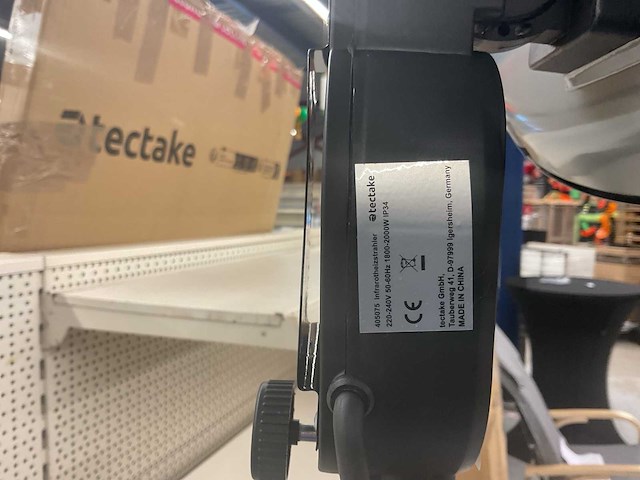 tectake
tectake
405075 Infrarotheizstrahler
220-240V 50-60Hz 1800-2000W IP34
CE
tectake GmbH,
Tauberweg 41, D-97999 Igersheim, Germany
MADE IN CHINA